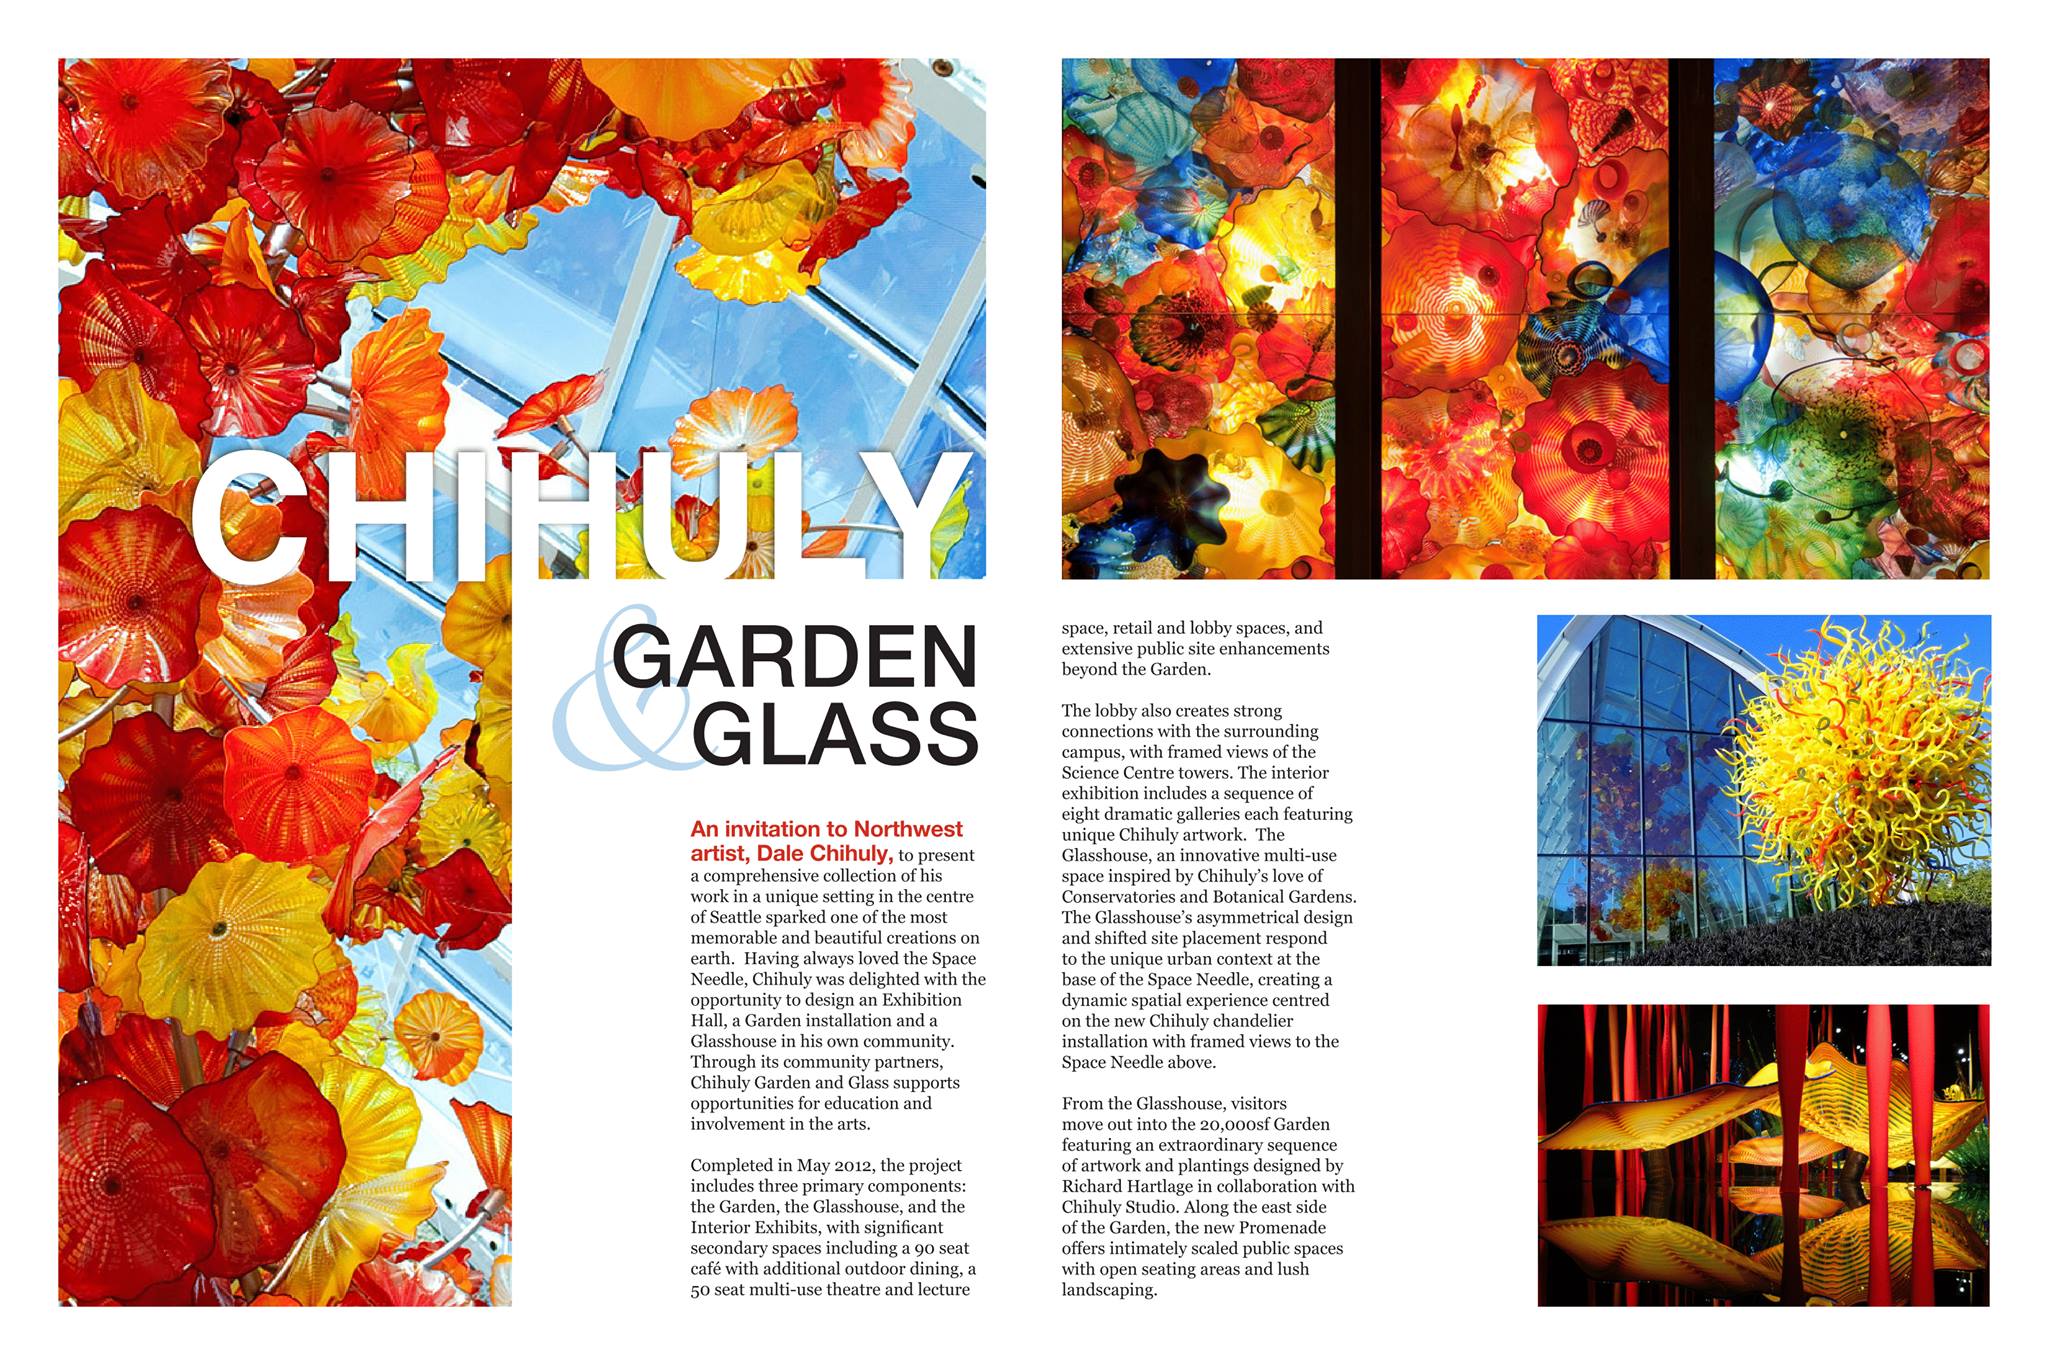 CHIHULY
GARDEN
& GLASS
An invitation to Northwest
artist, Dale Chihuly, to present
a comprehensive collection of his
work in a unique setting in the centre
of Seattle sparked one of the most
memorable and beautiful creations on
earth.  Having always loved the Space
Needle, Chihuly was delighted with the
opportunity to design an Exhibition
Hall, a Garden installation and a
Glasshouse in his own community.
Through its community partners,
Chihuly Garden and Glass supports
opportunities for education and
involvement in the arts.
Completed in May 2012, the project
includes three primary components:
the Garden, the Glasshouse, and the
Interior Exhibits, with significant
secondary spaces including a 90 seat
café with additional outdoor dining, a
50 seat multi-use theatre and lecture
space, retail and lobby spaces, and
extensive public site enhancements
beyond the Garden.
The lobby also creates strong
connections with the surrounding
campus, with framed views of the
Science Centre towers. The interior
exhibition includes a sequence of
eight dramatic galleries each featuring
unique Chihuly artwork.  The
Glasshouse, an innovative multi-use
space inspired by Chihuly’s love of
Conservatories and Botanical Gardens.
The Glasshouse’s asymmetrical design
and shifted site placement respond
to the unique urban context at the
base of the Space Needle, creating a
dynamic spatial experience centred
on the new Chihuly chandelier
installation with framed views to the
Space Needle above.
From the Glasshouse, visitors
move out into the 20,000sf Garden
featuring an extraordinary sequence
of artwork and plantings designed by
Richard Hartlage in collaboration with
Chihuly Studio. Along the east side
of the Garden, the new Promenade
offers intimately scaled public spaces
with open seating areas and lush
landscaping.